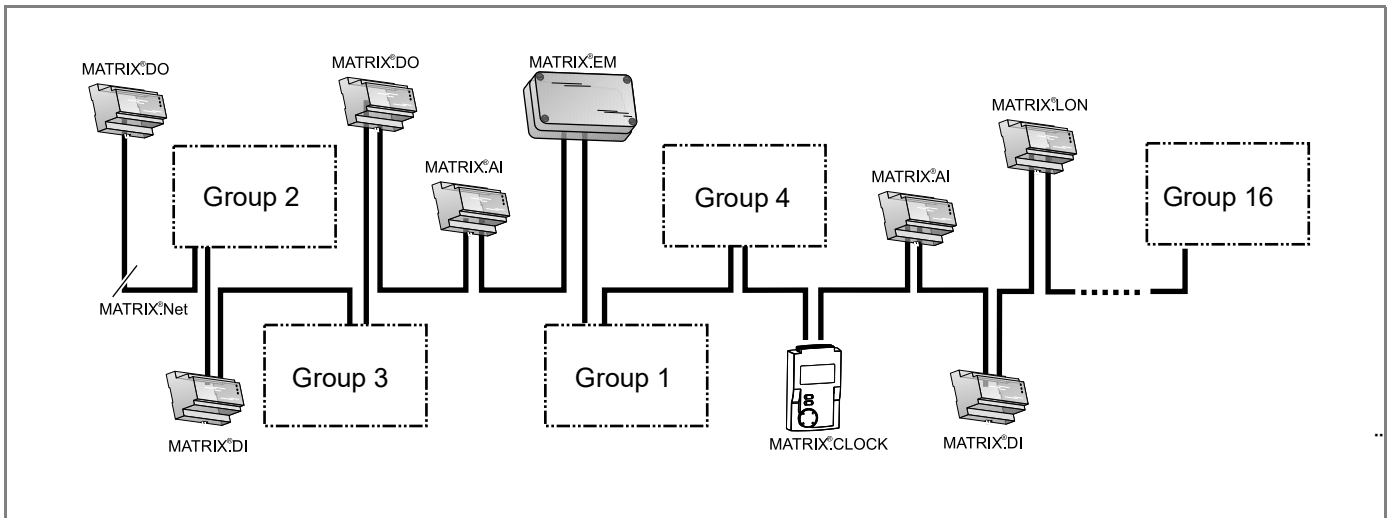 MATRIX®.DO
MATRIX®.DO
MATRIX®.EM
MATRIX®.LON
MATRIX®.AI
MATRIX®.AI
Group 2
Group 4
Group 16
MATRIX®.Net
Group 3
Group 1
MATRIX®.DI
MATRIX®.CLOCK
MATRIX®.DI